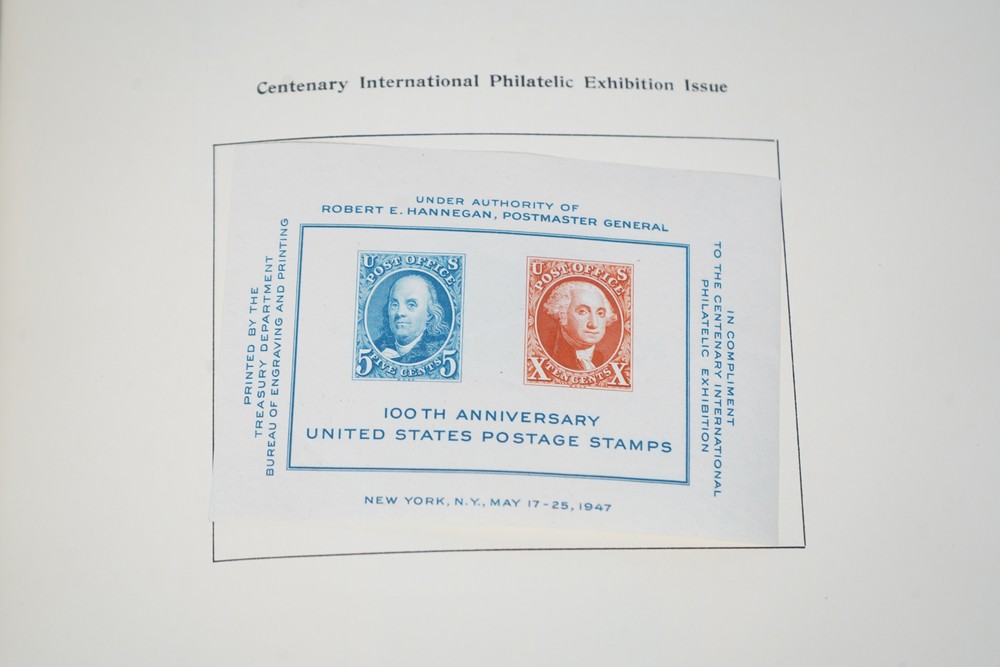 Centenary International Philatelic Exhibition Issue
UNDER AUTHORITY OF
ROBERT E. HANNEGAN, POSTMASTER GENERAL
PRINTED BY THE
TREASURY DEPARTMENT
BUREAU OF ENGRAVING AND PRINTING
U S
POST OFFICE
5 FIVE CENTS 5
U S
POST OFFICE
X TEN CENTS X
100TH ANNIVERSARY
UNITED STATES POSTAGE STAMPS
IN COMPLIMENT
TO THE CENTENARY INTERNATIONAL
PHILATELIC EXHIBITION
NEW YORK, N.Y., MAY 17-25, 1947